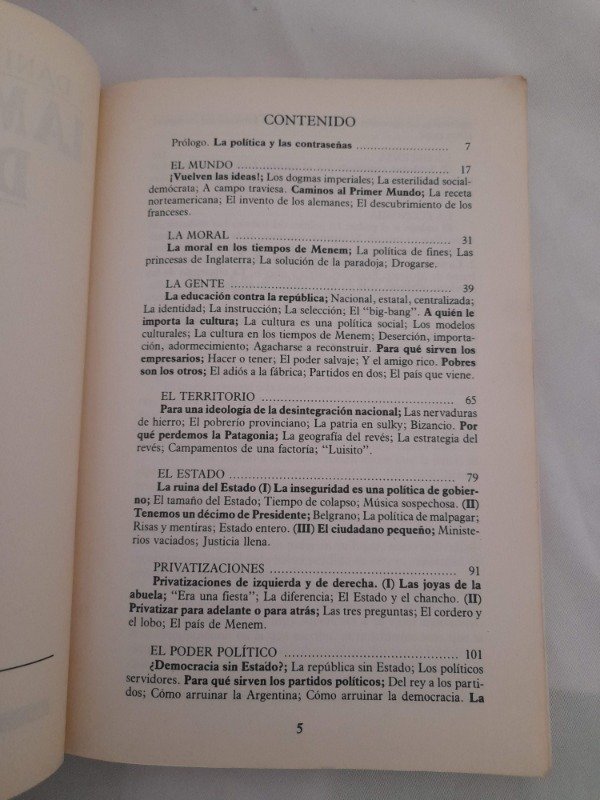 CONTENIDO
Prólogo. La política y las contraseñas ........................ 7
EL MUNDO ................................................ 17
¡Vuelven las ideas!; Los dogmas imperiales; La esterilidad social-
demócrata; A campo traviesa. Caminos al Primer Mundo; La receta
norteamericana; El invento de los alemanes; El descubrimiento de los
franceses.
LA MORAL ................................................ 31
La moral en los tiempos de Menem; La política de fines; Las
princesas de Inglaterra; La solución de la paradoja; Drogarse.
LA GENTE ................................................ 39
La educación contra la república; Nacional, estatal, centralizada;
La identidad; La instrucción; La selección; El "big-bang". A quién le
importa la cultura; La cultura es una política social; Los modelos
culturales; La cultura en los tiempos de Menem; Deserción, importa-
ción, adormecimiento; Agacharse a reconstruir. Para qué sirven los
empresarios; Hacer o tener; El poder salvaje; Y el amigo rico. Pobres
son los otros; El adiós a la fábrica; Partidos en dos; El país que viene.
EL TERRITORIO ........................................ 65
Para una ideología de la desintegración nacional; Las nervaduras
de hierro; El pobrerío provinciano; La patria en sulky; Bizancio. Por
qué perdemos la Patagonia; La geografía del revés; La estrategia del
revés; Campamentos de una factoría; "Luisito".
EL ESTADO ................................................ 79
La ruina del Estado (I) La inseguridad es una política de gobier-
no; El tamaño del Estado; Tiempo de colapso; Música sospechosa. (II)
Tenemos un décimo de Presidente; Belgrano; La política de malpagar;
Risas y mentiras; Estado entero. (III) El ciudadano pequeño; Ministe-
rios vaciados; Justicia llena.
PRIVATIZACIONES ........................................ 91
Privatizaciones de izquierda y de derecha. (I) Las joyas de la
abuela; "Era una fiesta"; La diferencia; El Estado y el chancho. (II)
Privatizar para adelante o para atrás; Las tres preguntas; El cordero y
el lobo; El país de Menem.
EL PODER POLÍTICO .................................... 101
¿Democracia sin Estado?; La república sin Estado; Los políticos
servidores. Para qué sirven los partidos políticos; Del rey a los parti-
dos; Cómo arruinar la Argentina; Cómo arruinar la democracia. La
5